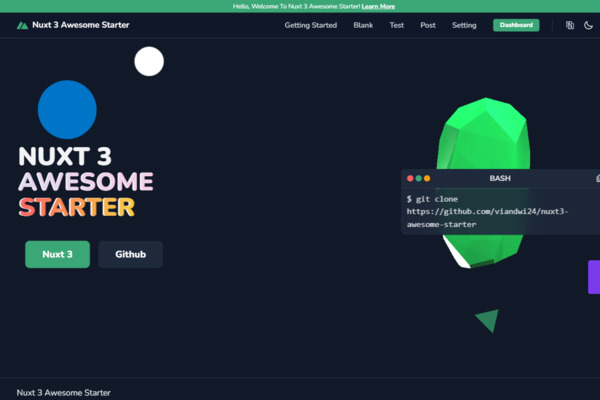 Hello, Welcome To Nuxt 3 Awesome Starter! Learn More
Nuxt 3 Awesome Starter
Getting Started Blank Test Post Setting Dashboard
NUXT 3
AWESOME
STARTER
Nuxt 3 Github
BASH
$ git clone
https://github.com/viandwi24/nuxt3-
awesome-starter
Nuxt 3 Awesome Starter